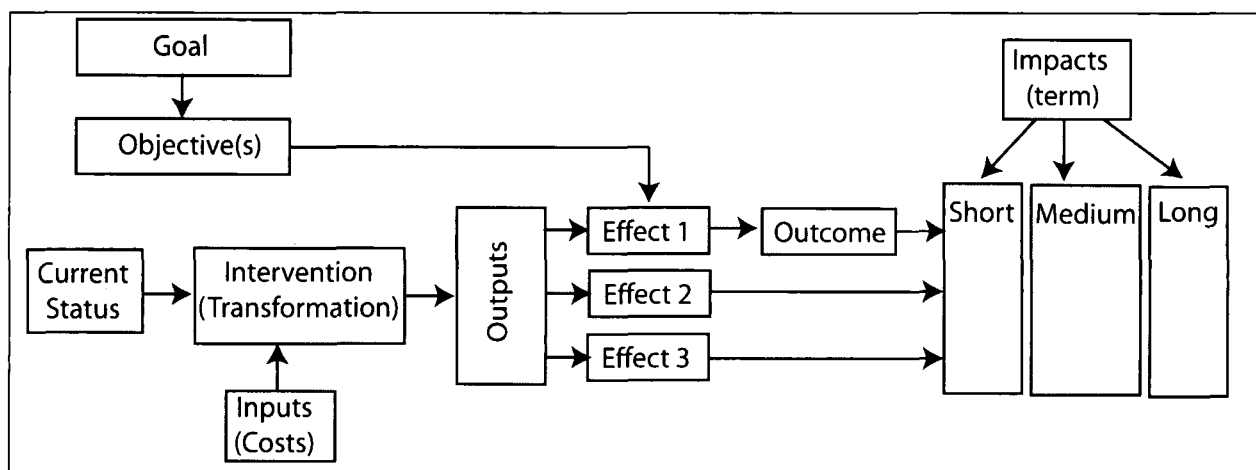 Goal
Objective(s)
Impacts
(term)
Short
Medium
Long
Effect 1
Outcome
Current
Status
Intervention
(Transformation)
Outputs
Effect 2
Effect 3
Inputs
(Costs)